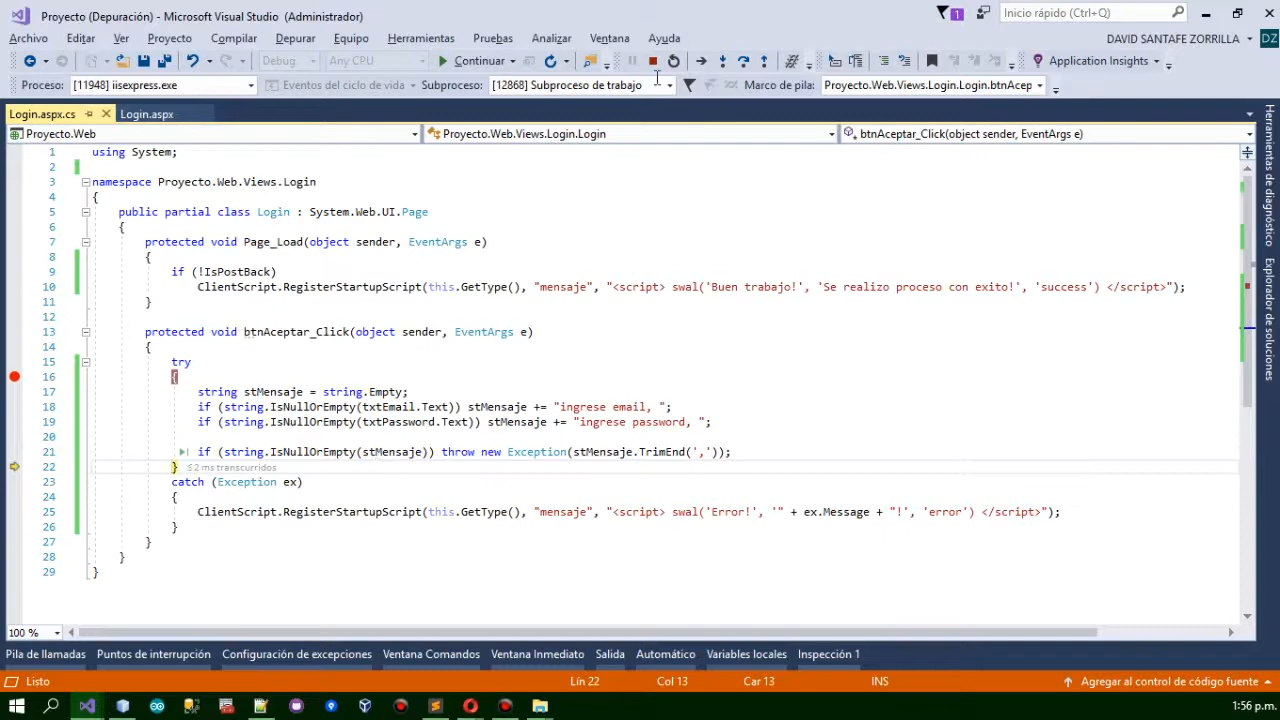 Proyecto (Depuración) - Microsoft Visual Studio (Administrador)
1
Inicio rápido (Ctrl+Q)
Archivo Editar Ver Proyecto Compilar Depurar Equipo Herramientas Pruebas Analizar Ventana Ayuda
DAVID SANTAFE ZORRILLA DZ
Debug Any CPU Continuar Application Insights
Proceso: [11948] iisexpress.exe Eventos del ciclo de vida Subproceso: [12868] Subproceso de trabajo Marco de pila: Proyecto.Web.Views.Login.Login.btnAcep
Login.aspx.cs Login.aspx
Proyecto.Web Proyecto.Web.Views.Login.Login btnAceptar_Click(object sender, EventArgs e)
1 using System;
2
3 namespace Proyecto.Web.Views.Login
4 {
5 public partial class Login : System.Web.UI.Page
6 {
7 protected void Page_Load(object sender, EventArgs e)
8 {
9 if (!IsPostBack)
10 ClientScript.RegisterStartupScript(this.GetType(), "mensaje", "<script> swal('Buen trabajo!', 'Se realizo proceso con exito!', 'success') </script>");
11 }
12
13 protected void btnAceptar_Click(object sender, EventArgs e)
14 {
15 try
16 {
17 string stMensaje = string.Empty;
18 if (string.IsNullOrEmpty(txtEmail.Text)) stMensaje += "ingrese email, ";
19 if (string.IsNullOrEmpty(txtPassword.Text)) stMensaje += "ingrese password, ";
20
21 if (string.IsNullOrEmpty(stMensaje)) throw new Exception(stMensaje.TrimEnd(','));
22 } ≤2 ms transcurridos
23 catch (Exception ex)
24 {
25 ClientScript.RegisterStartupScript(this.GetType(), "mensaje", "<script> swal('Error!', '" + ex.Message + "!', 'error') </script>");
26 }
27 }
28 }
29 }
Herramientas de diagnóstico
Explorador de soluciones
100 %
Pila de llamadas Puntos de interrupción Configuración de excepciones Ventana Comandos Ventana Inmediato Salida Automático Variables locales Inspección 1
Listo Lín 22 Col 13 Car 13 INS Agregar al control de código fuente
1:56 p.m.